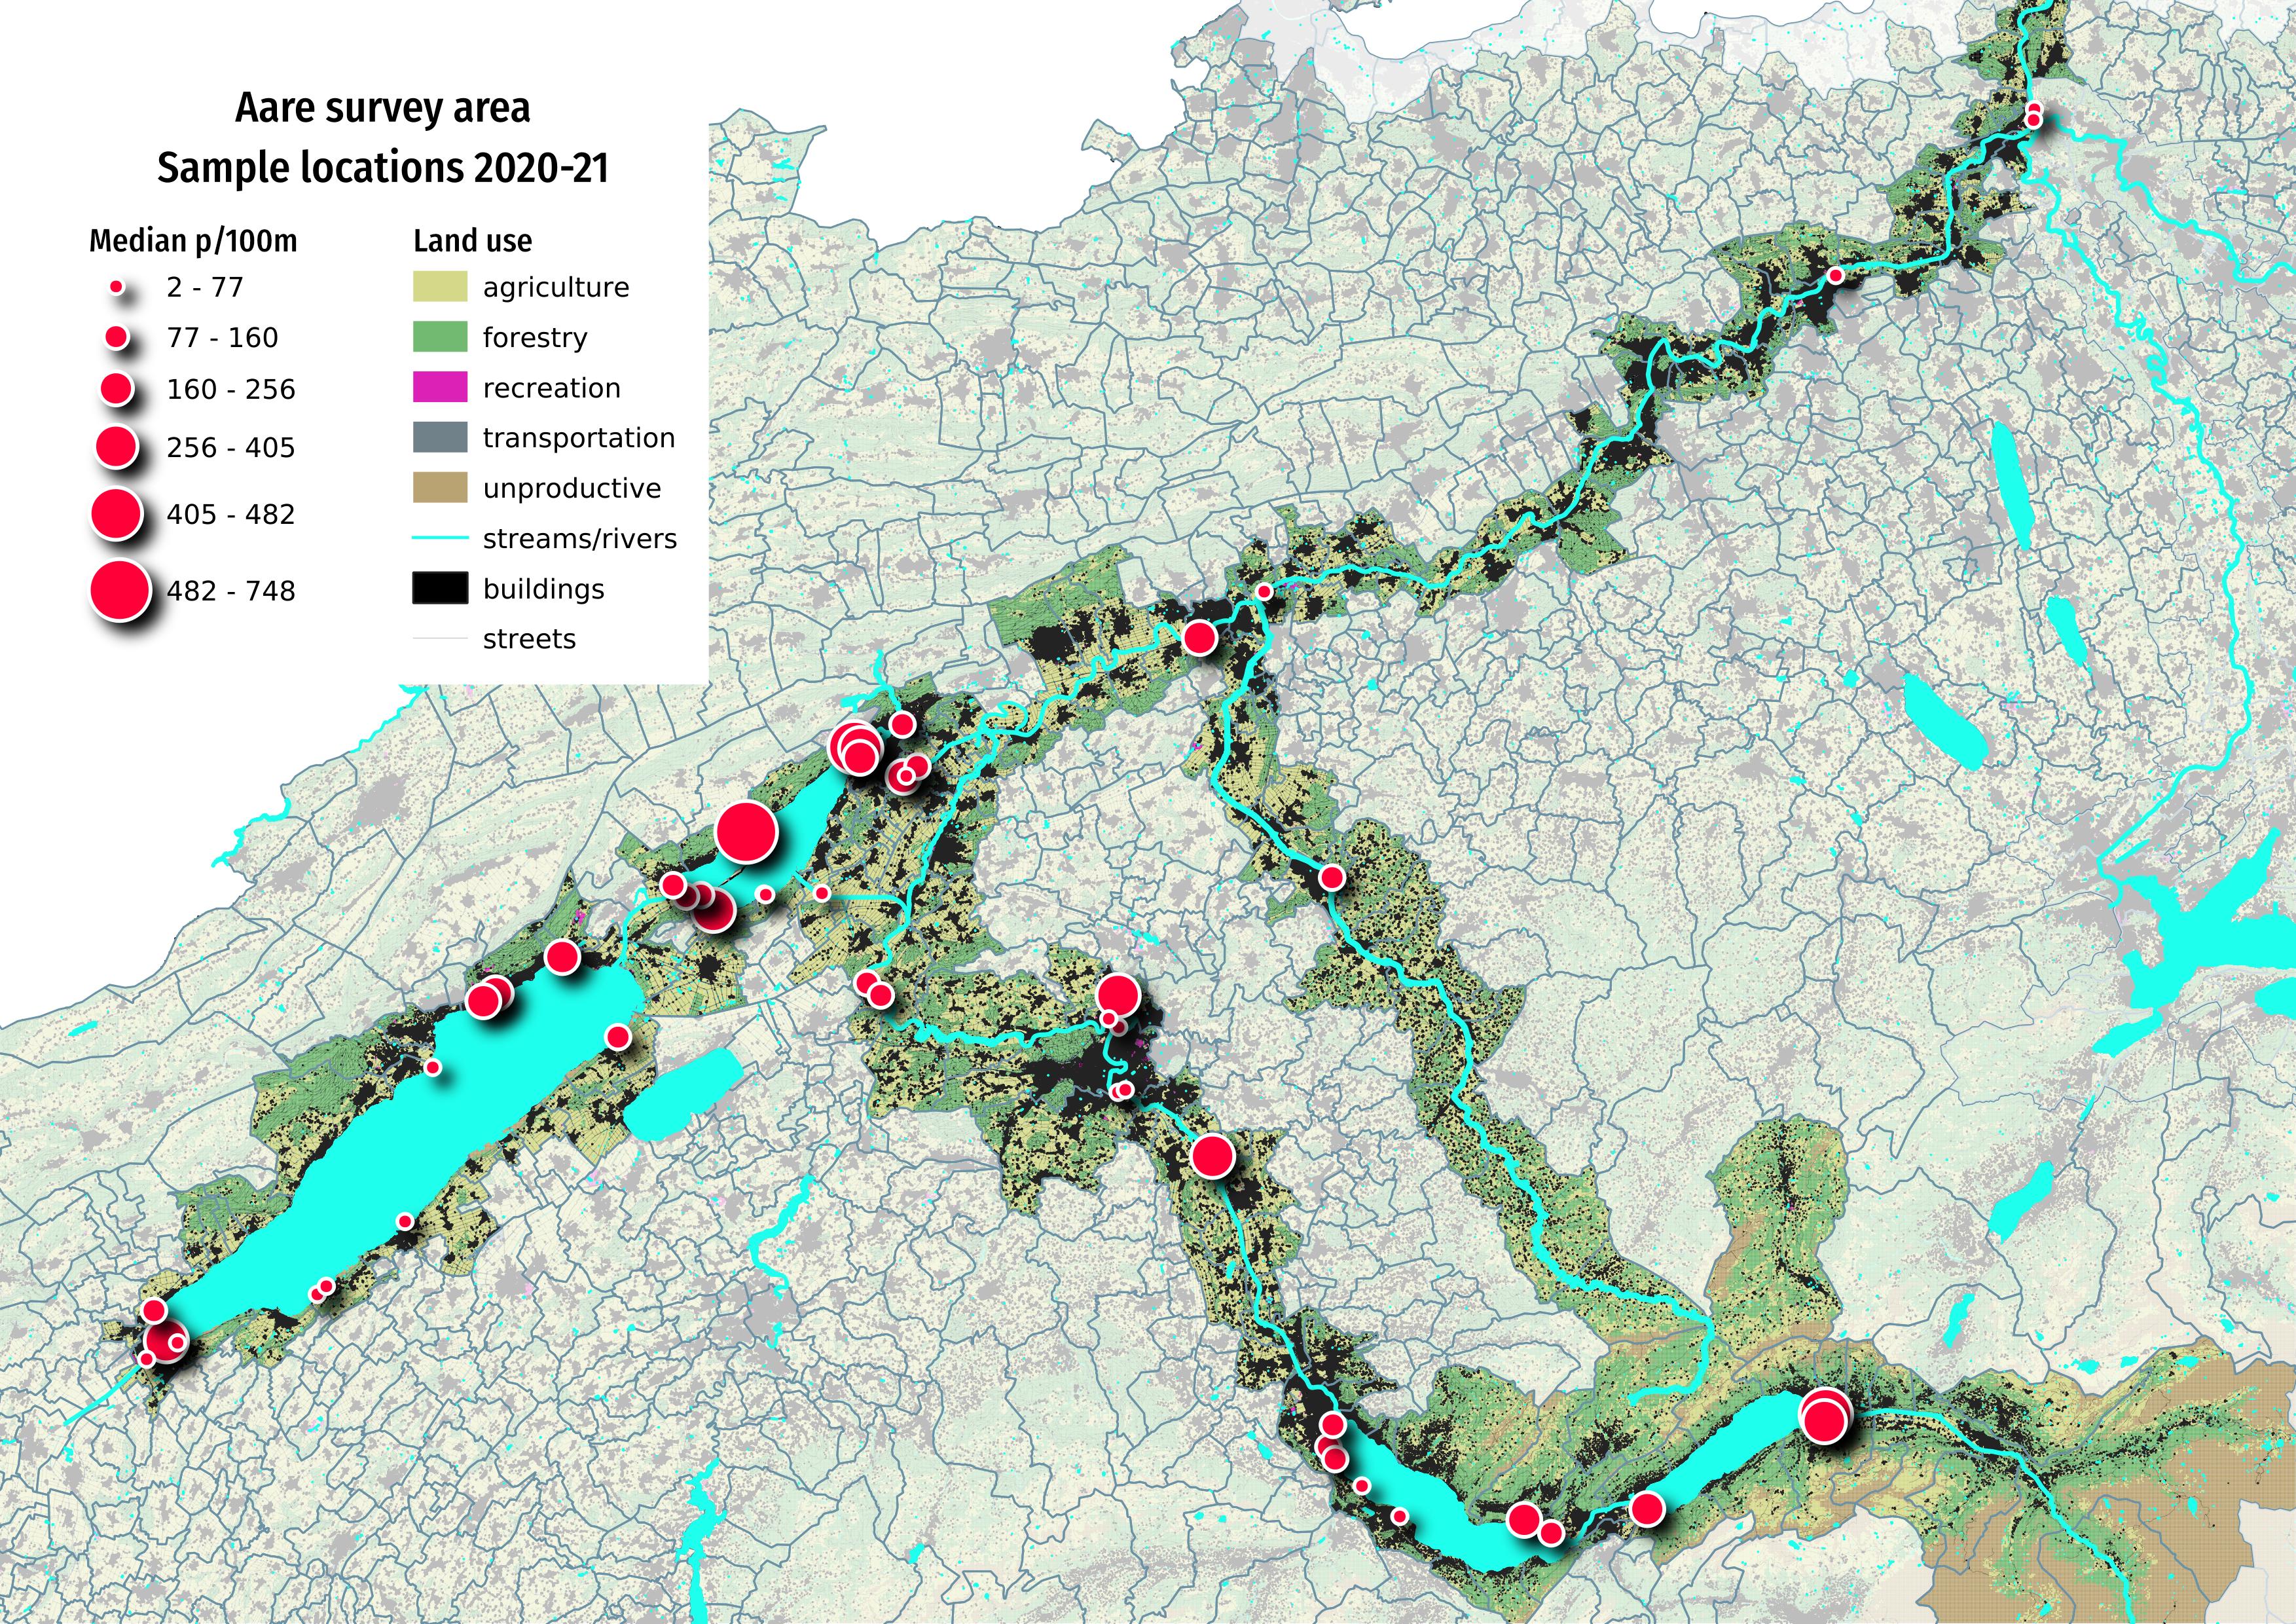 Aare survey area
Sample locations 2020-21
Median p/100m
2 - 77
77 - 160
160 - 256
256 - 405
405 - 482
482 - 748
Land use
agriculture
forestry
recreation
transportation
unproductive
streams/rivers
buildings
streets